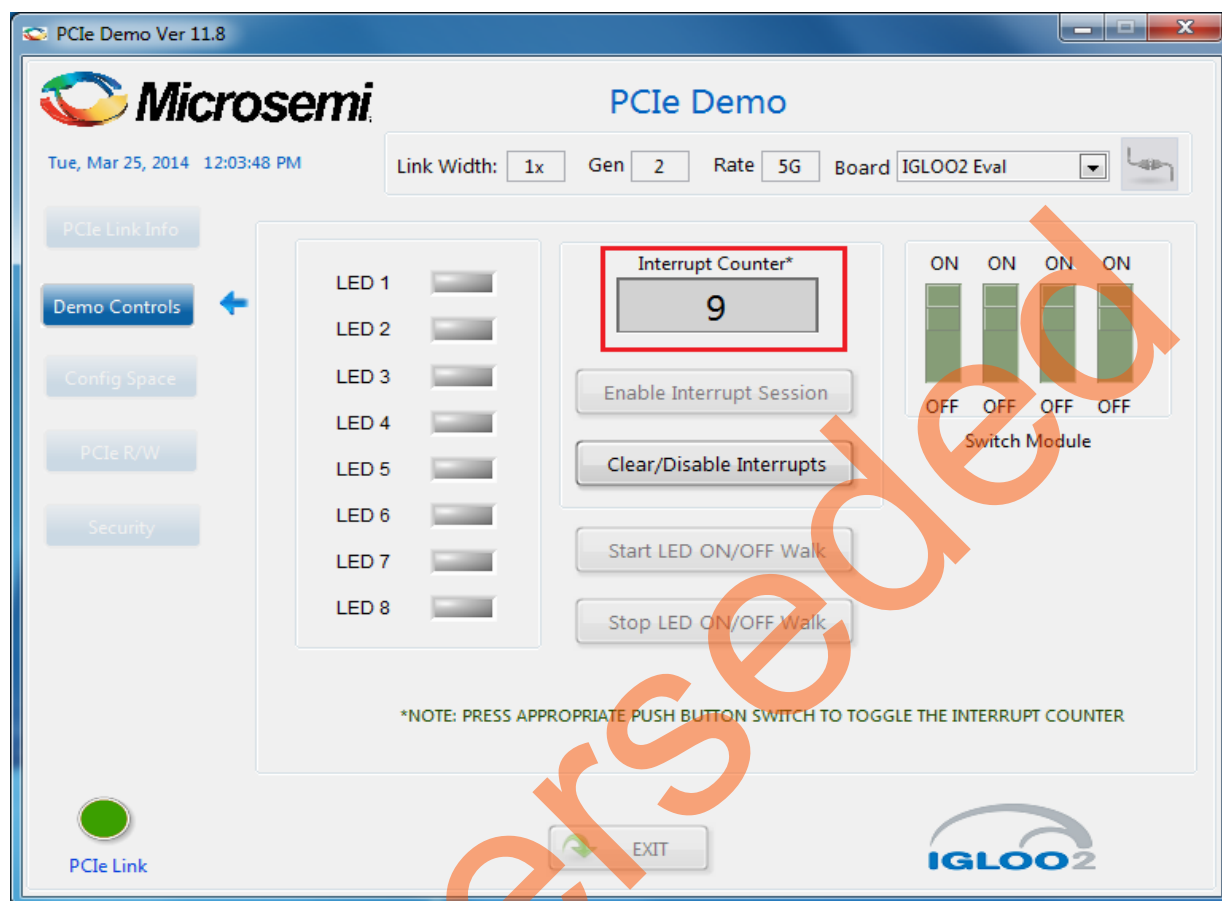 PCIe Demo Ver 11.8
Microsemi
PCIe Demo
Tue, Mar 25, 2014 12:03:48 PM
Link Width: 1x Gen 2 Rate 5G Board IGLOO2 Eval
PCIe Link Info
Demo Controls
Config Space
PCIe R/W
Security
LED 1
LED 2
LED 3
LED 4
LED 5
LED 6
LED 7
LED 8
Interrupt Counter*
9
Enable Interrupt Session
Clear/Disable Interrupts
Start LED ON/OFF Walk
Stop LED ON/OFF Walk
ON ON ON ON
OFF OFF OFF OFF
Switch Module
*NOTE: PRESS APPROPRIATE PUSH BUTTON SWITCH TO TOGGLE THE INTERRUPT COUNTER
PCIe Link
EXIT
IGLOO2
erseded